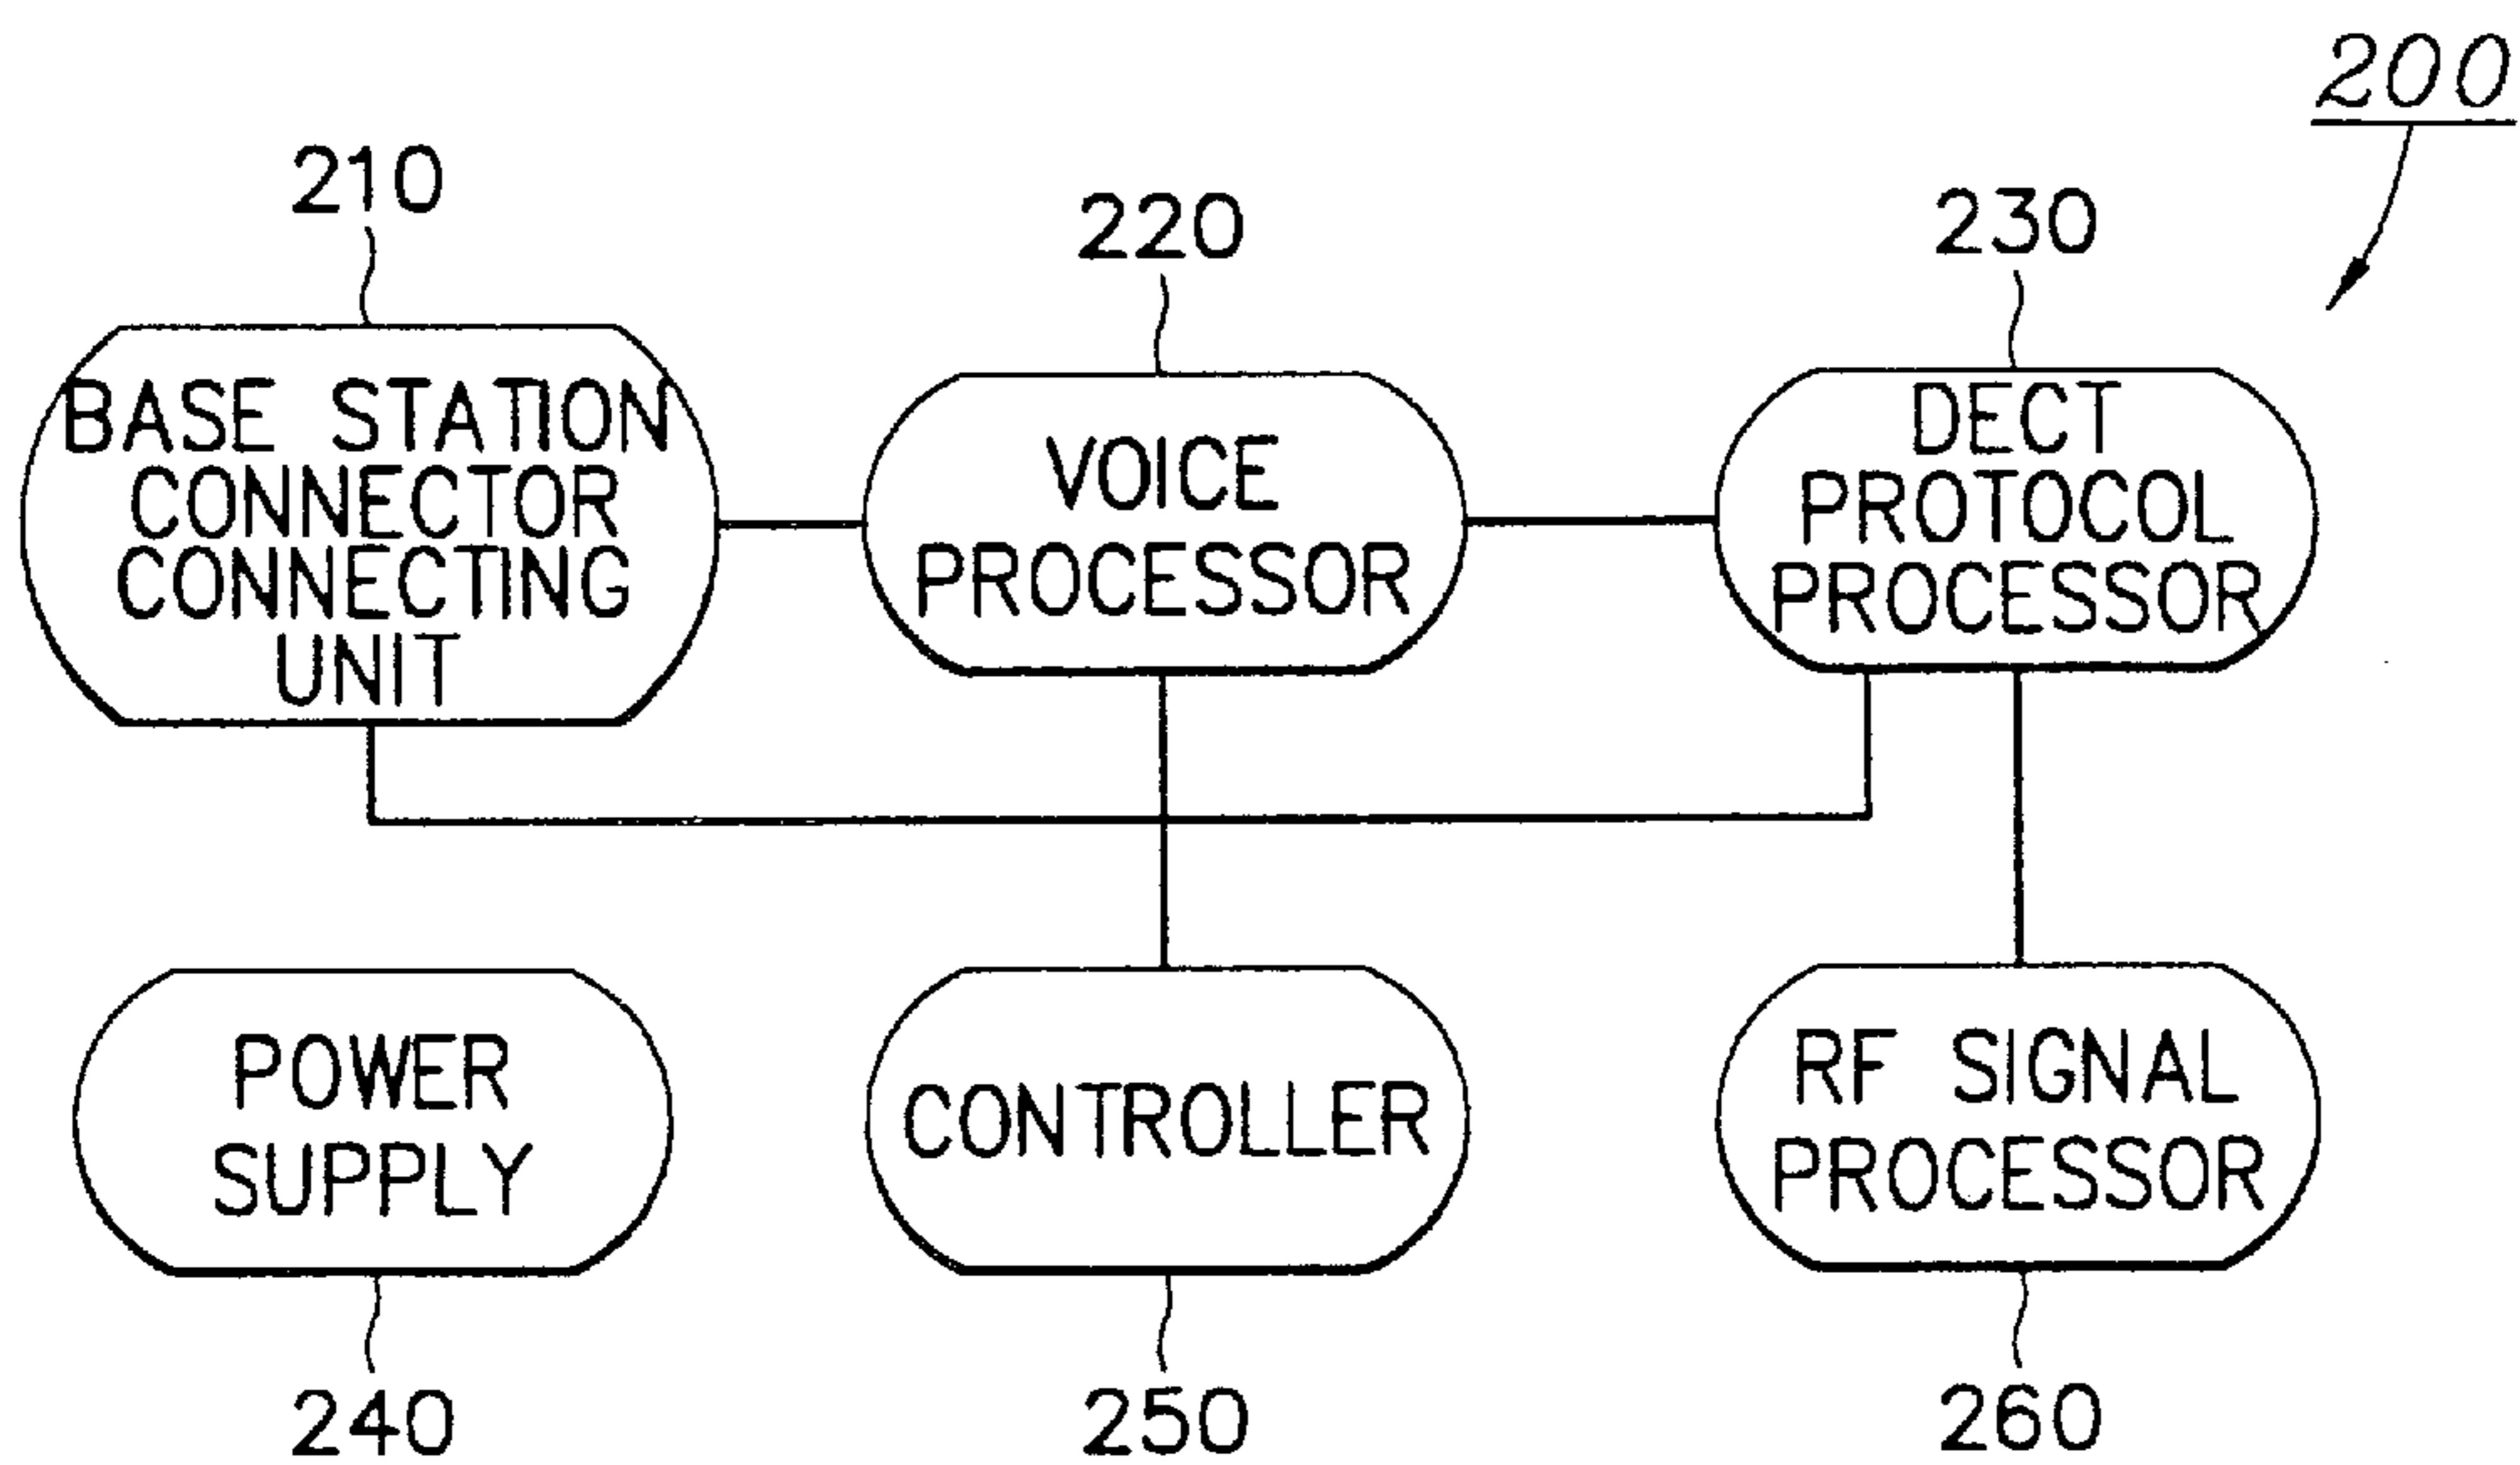 200
210
220
230
BASE STATION
CONNECTOR
CONNECTING
UNIT
VOICE
PROCESSOR
DECT
PROTOCOL
PROCESSOR
POWER
SUPPLY
CONTROLLER
RF SIGNAL
PROCESSOR
240
250
260